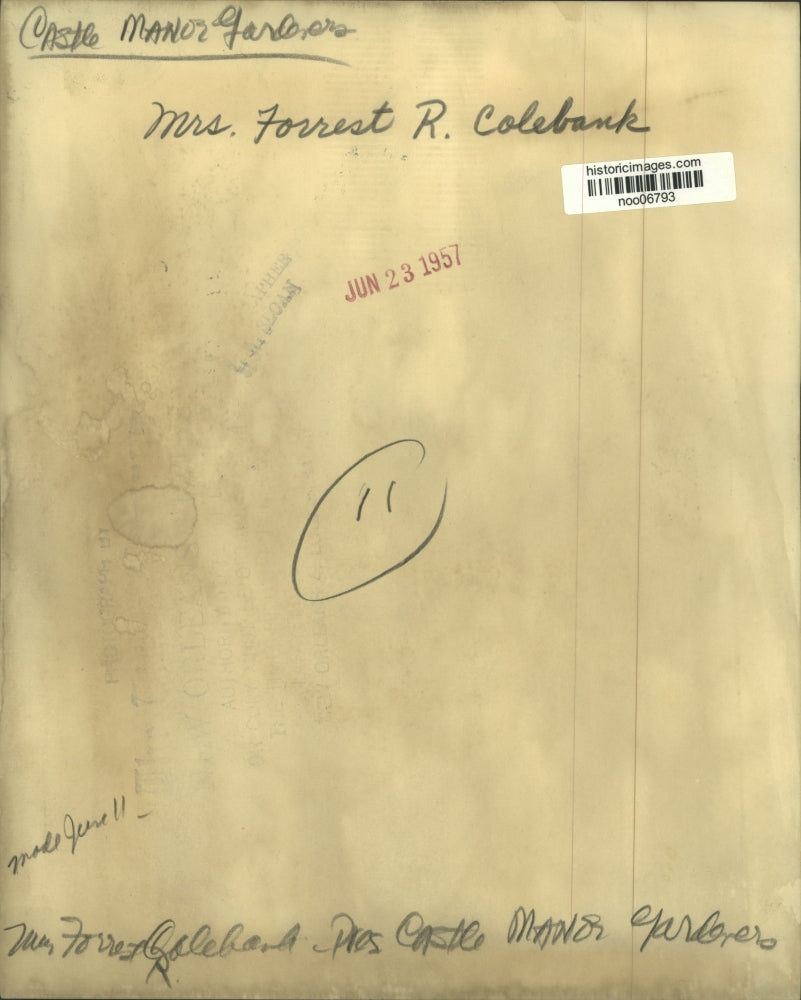 Castle Manor Gardeners
Mrs. Forrest R. Colebank
historicimages.com
noo06793
JUN 23 1957
11
made June 11 -
Mrs Forrest R Colebank - Pres Castle Manor Gardeners